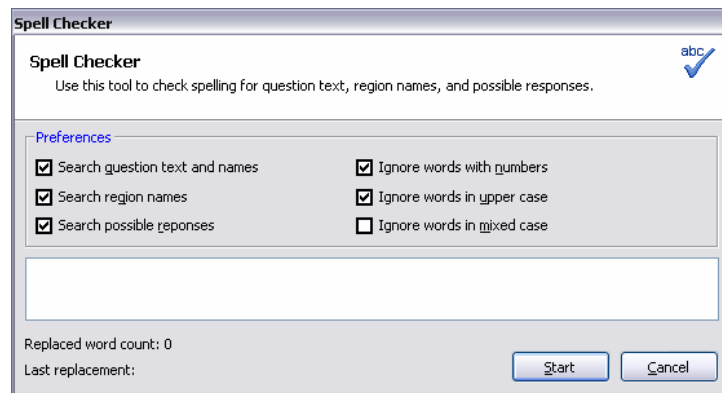 Spell Checker
Spell Checker
abc
Use this tool to check spelling for question text, region names, and possible responses.
Preferences
Search question text and names
Ignore words with numbers
Search region names
Ignore words in upper case
Search possible reponses
Ignore words in mixed case
Replaced word count: 0
Last replacement:
Start
Cancel